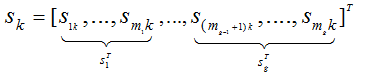 s_k = [s_{1k}, ..., s_{m_1 k}, ..., s_{(m_{g-1}+1)k}, ...., s_{m_g k}]^T
s_1^T s_g^T